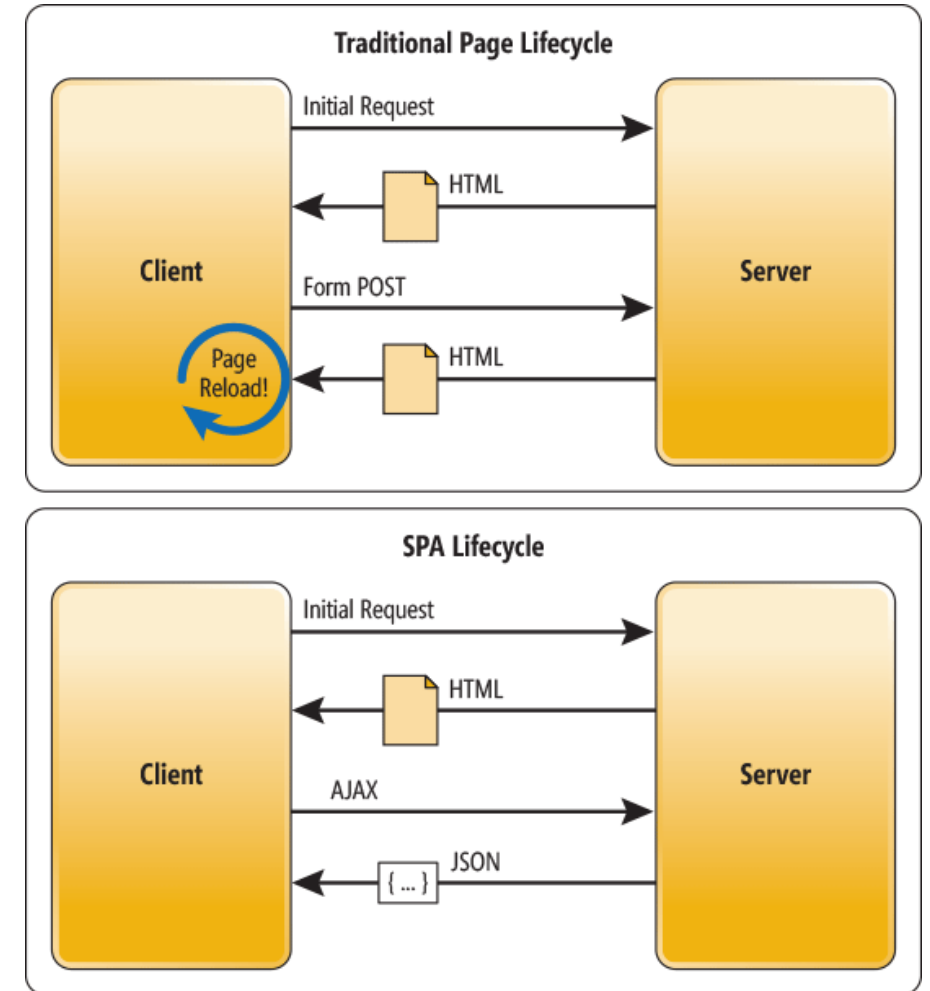 Traditional Page Lifecycle
Initial Request
HTML
Client
Server
Form POST
HTML
Page
Reload!
SPA Lifecycle
Initial Request
HTML
Client
Server
AJAX
JSON
{ ... }